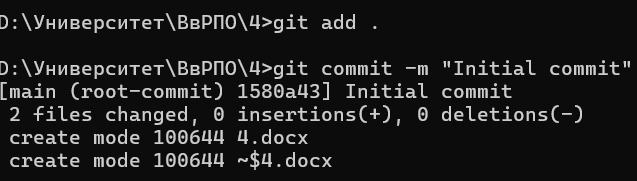 D:\Университет\ВвРПО\4>git add .
D:\Университет\ВвРПО\4>git commit -m "Initial commit"
[main (root-commit) 1580a43] Initial commit
 2 files changed, 0 insertions(+), 0 deletions(-)
 create mode 100644 4.docx
 create mode 100644 ~$4.docx